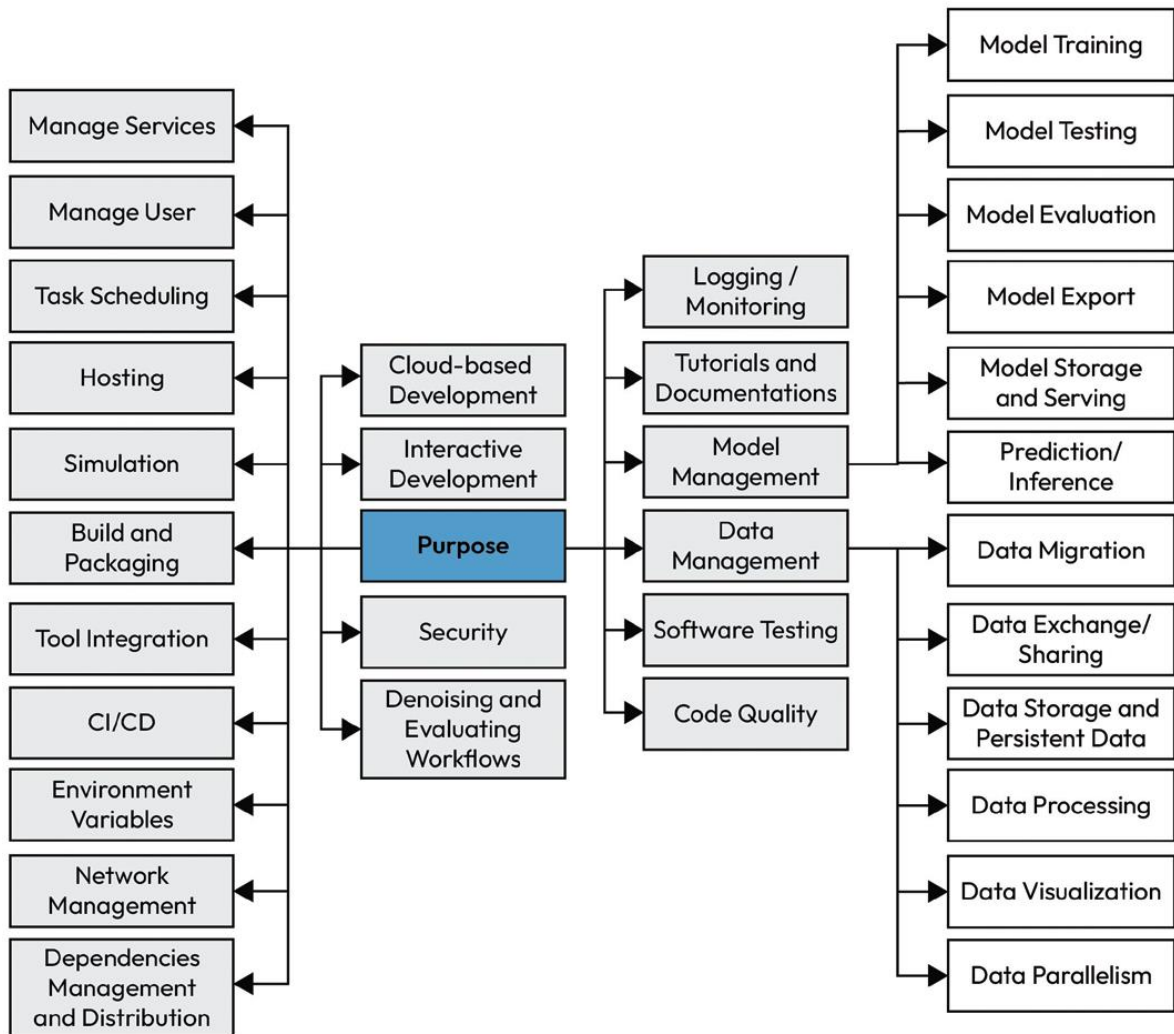 Manage Services
Manage User
Task Scheduling
Hosting
Simulation
Build and
Packaging
Tool Integration
CI/CD
Environment
Variables
Network
Management
Dependencies
Management
and Distribution
Cloud-based
Development
Interactive
Development
Purpose
Security
Denoising and
Evaluating
Workflows
Logging /
Monitoring
Tutorials and
Documentations
Model
Management
Data
Management
Software Testing
Code Quality
Model Training
Model Testing
Model Evaluation
Model Export
Model Storage
and Serving
Prediction/
Inference
Data Migration
Data Exchange/
Sharing
Data Storage and
Persistent Data
Data Processing
Data Visualization
Data Parallelism